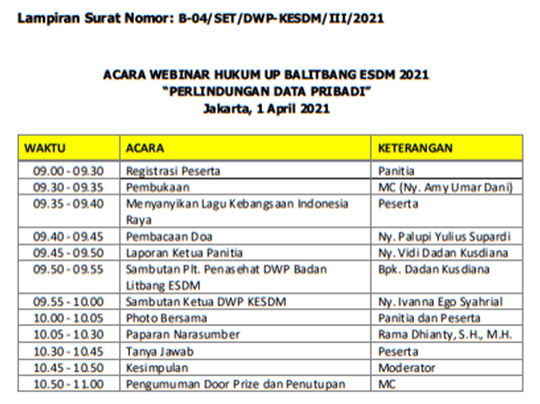 Lampiran Surat Nomor: B-04/SET/DWP-KESDM/III/2021
ACARA WEBINAR HUKUM UP BALITBANG ESDM 2021
“PERLINDUNGAN DATA PRIBADI”
Jakarta, 1 April 2021
WAKTU ACARA KETERANGAN
09.00 - 09.30 Registrasi Peserta Panitia
09.30 - 09.35 Pembukaan MC (Ny. Amy Umar Dani)
09.35 - 09.40 Menyanyikan Lagu Kebangsaan Indonesia Peserta
Raya
09.40 - 09.45 Pembacaan Doa Ny. Palupi Yulius Supardi
09.45 - 09.50 Laporan Ketua Panitia Ny. Vidi Dadan Kusdiana
09.50 - 09.55 Sambutan Plt. Penasehat DWP Badan Bpk. Dadan Kusdiana
Litbang ESDM
09.55 - 10.00 Sambutan Ketua DWP KESDM Ny. Ivanna Ego Syahrial
10.00 - 10.05 Photo Bersama Panitia dan Peserta
10.05 - 10.30 Paparan Narasumber Rama Dhianty, S.H., M.H.
10.30 - 10.45 Tanya Jawab Peserta
10.45 - 10.50 Kesimpulan Moderator
10.50 - 11.00 Pengumuman Door Prize dan Penutupan MC